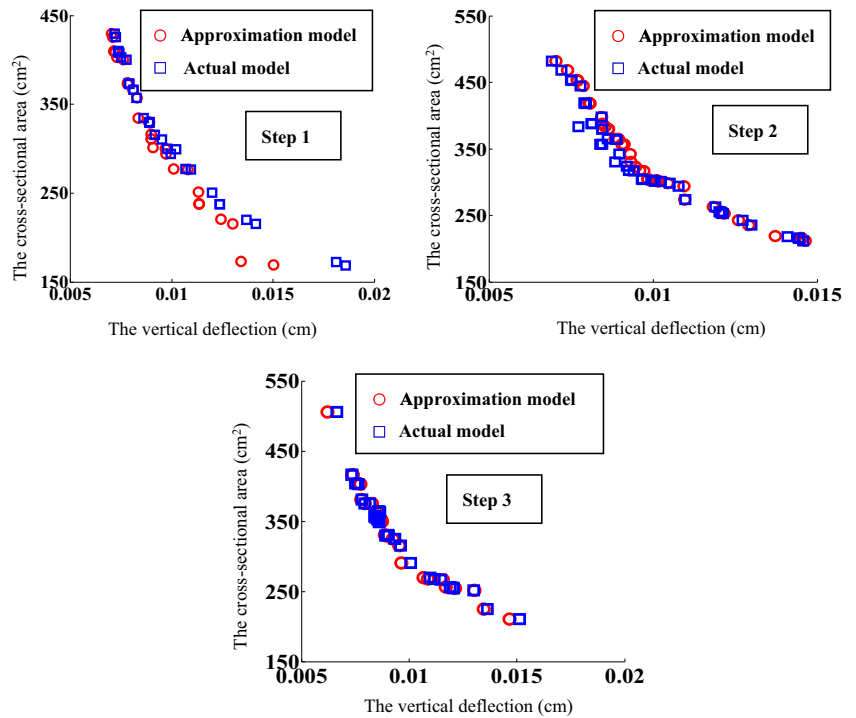 450
350
250
150
0.005
0.01
0.015
0.02
The cross-sectional area (cm²)
The vertical deflection (cm)
Approximation model
Actual model
Step 1
550
450
350
250
150
0.005
0.01
0.015
The cross-sectional area (cm²)
The vertical deflection (cm)
Approximation model
Actual model
Step 2
550
450
350
250
150
0.005
0.01
0.015
0.02
The cross-sectional area (cm²)
The vertical deflection (cm)
Approximation model
Actual model
Step 3